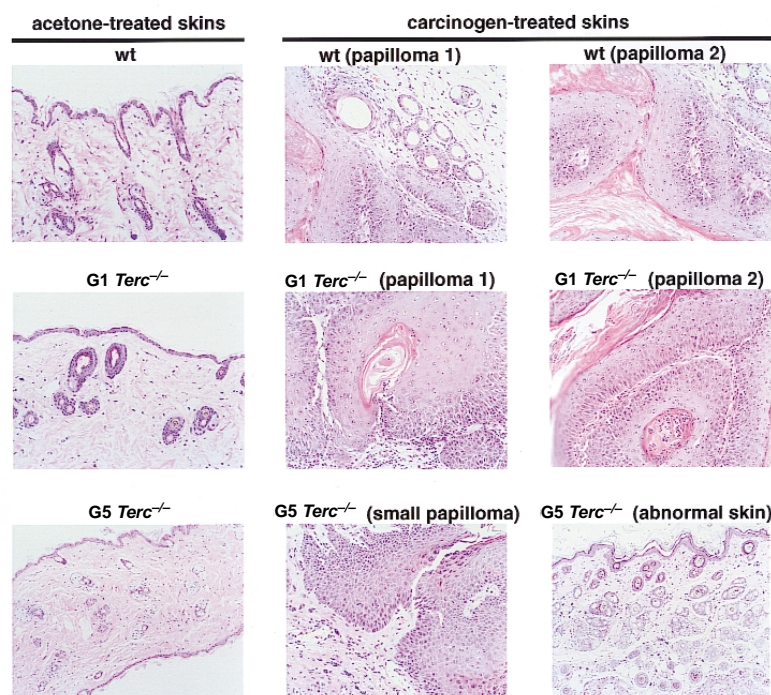 acetone-treated skins
carcinogen-treated skins
wt
wt (papilloma 1)
wt (papilloma 2)
G1 Terc–/–
G1 Terc–/– (papilloma 1)
G1 Terc–/– (papilloma 2)
G5 Terc–/–
G5 Terc–/– (small papilloma)
G5 Terc–/– (abnormal skin)